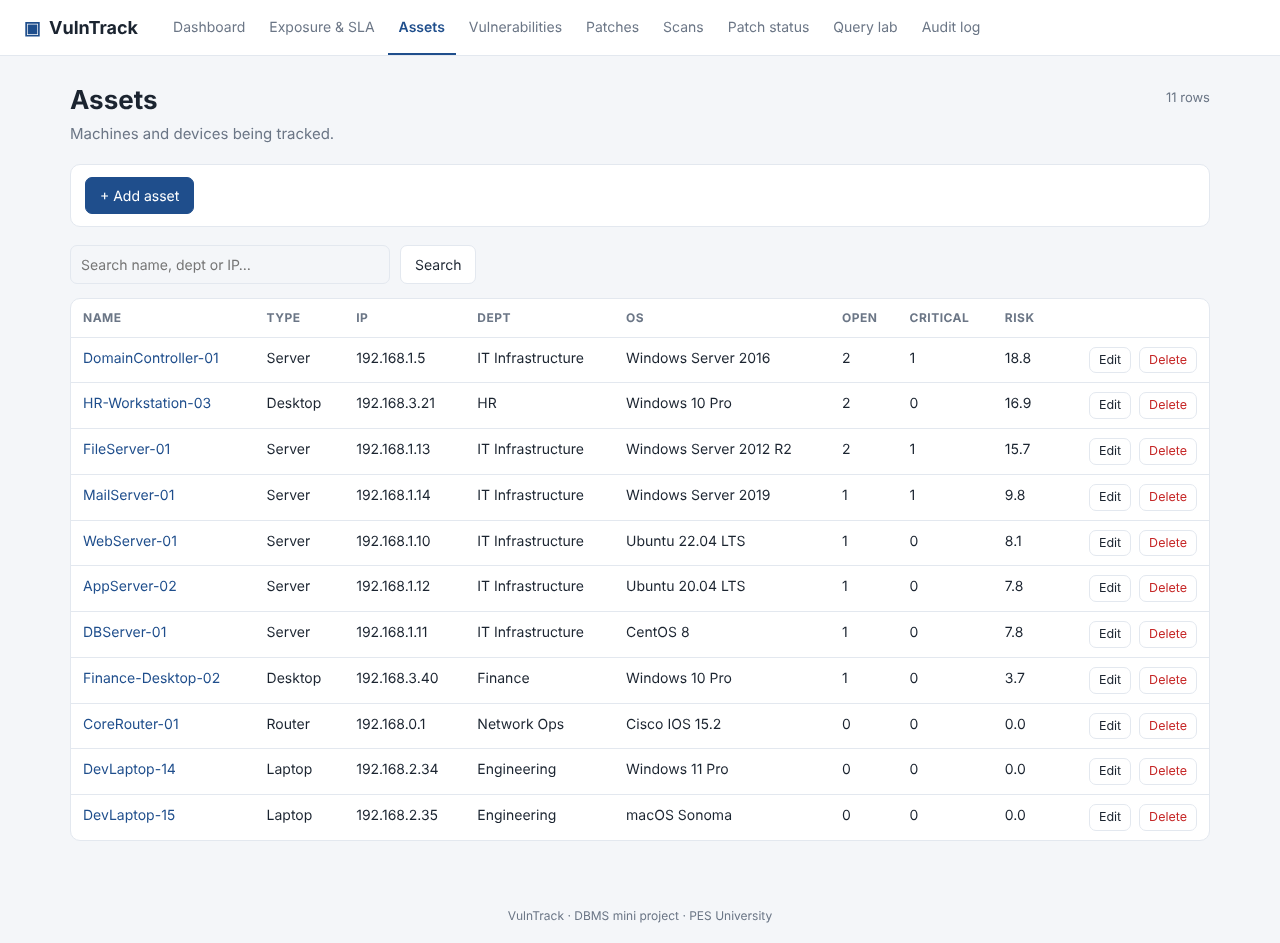 VulnTrack Dashboard Exposure & SLA Assets Vulnerabilities Patches Scans Patch status Query lab Audit log
Assets 11 rows
Machines and devices being tracked.
+ Add asset
Search name, dept or IP... Search
NAME TYPE IP DEPT OS OPEN CRITICAL RISK
DomainController-01 Server 192.168.1.5 IT Infrastructure Windows Server 2016 2 1 18.8 Edit Delete
HR-Workstation-03 Desktop 192.168.3.21 HR Windows 10 Pro 2 0 16.9 Edit Delete
FileServer-01 Server 192.168.1.13 IT Infrastructure Windows Server 2012 R2 2 1 15.7 Edit Delete
MailServer-01 Server 192.168.1.14 IT Infrastructure Windows Server 2019 1 1 9.8 Edit Delete
WebServer-01 Server 192.168.1.10 IT Infrastructure Ubuntu 22.04 LTS 1 0 8.1 Edit Delete
AppServer-02 Server 192.168.1.12 IT Infrastructure Ubuntu 20.04 LTS 1 0 7.8 Edit Delete
DBServer-01 Server 192.168.1.11 IT Infrastructure CentOS 8 1 0 7.8 Edit Delete
Finance-Desktop-02 Desktop 192.168.3.40 Finance Windows 10 Pro 1 0 3.7 Edit Delete
CoreRouter-01 Router 192.168.0.1 Network Ops Cisco IOS 15.2 0 0 0.0 Edit Delete
DevLaptop-14 Laptop 192.168.2.34 Engineering Windows 11 Pro 0 0 0.0 Edit Delete
DevLaptop-15 Laptop 192.168.2.35 Engineering macOS Sonoma 0 0 0.0 Edit Delete
VulnTrack · DBMS mini project · PES University